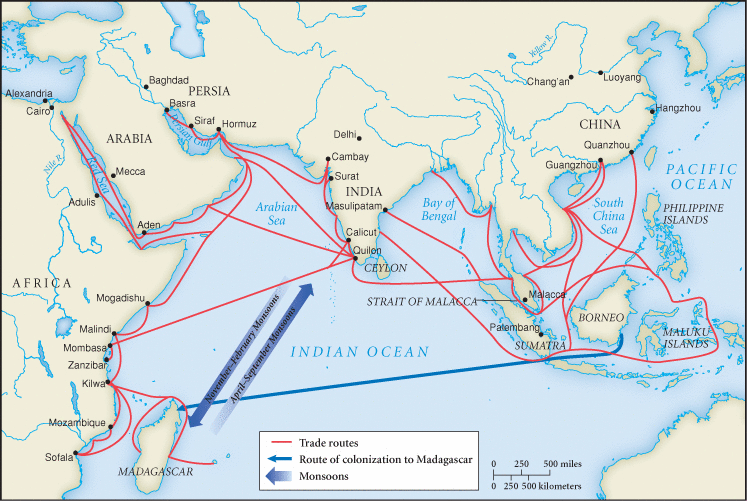 Alexandria
Cairo
Baghdad
PERSIA
Basra
Siraf
Hormuz
Persian Gulf
ARABIA
Nile R.
Red Sea
Mecca
Adulis
Aden
AFRICA
Mogadishu
Malindi
Mombasa
Zanzibar
Kilwa
Mozambique
Sofala
MADAGASCAR
Arabian
Sea
Delhi
Cambay
Surat
INDIA
Masulipatam
Calicut
Quilon
CEYLON
Bay of
Bengal
November–February Monsoons
April–September Monsoons
INDIAN OCEAN
Yellow R.
Chang'an
Luoyang
Hangzhou
CHINA
Quanzhou
Guangzhou
PACIFIC
OCEAN
South
China
Sea
PHILIPPINE
ISLANDS
STRAIT OF MALACCA
Malacca
Palembang
SUMATRA
BORNEO
MALUKU
ISLANDS
Trade routes
Route of colonization to Madagascar
Monsoons
0 250 500 miles
0 250 500 kilometers